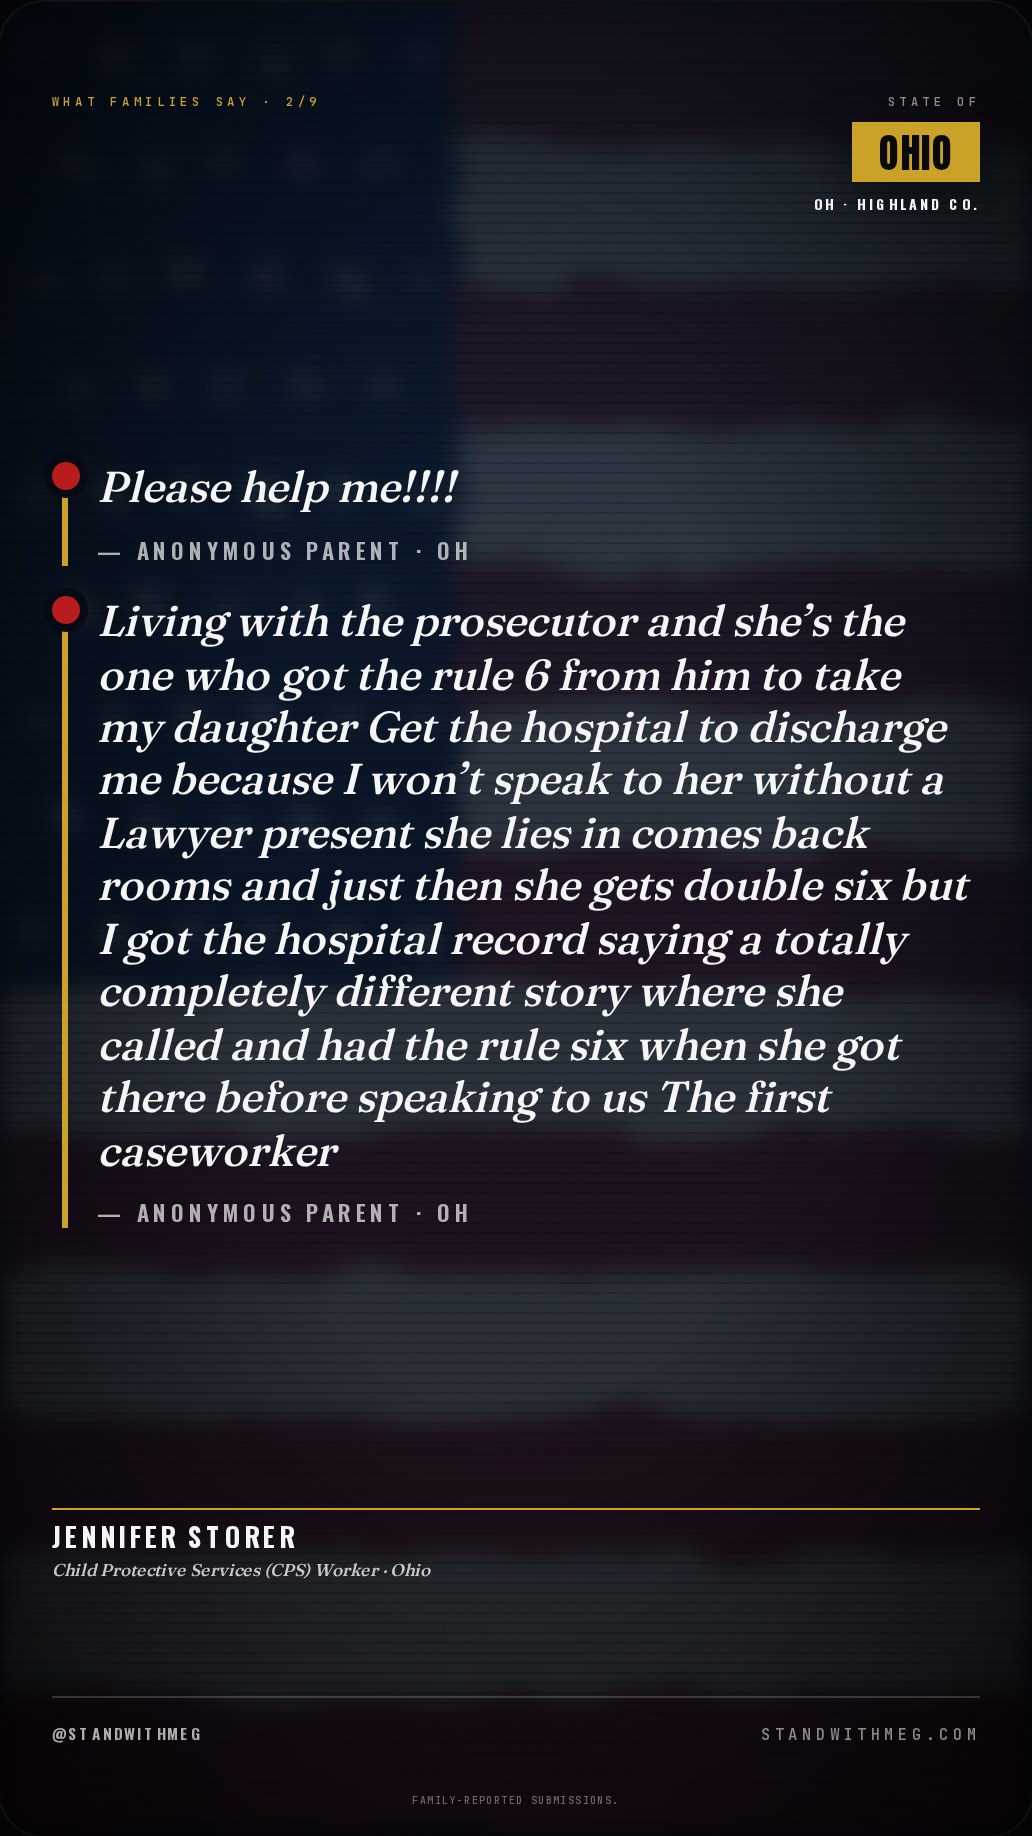 WHAT FAMILIES SAY · 2/9
STATE OF
OHIO
OH · HIGHLAND CO.
Please help me!!!!
— ANONYMOUS PARENT · OH
Living with the prosecutor and she’s the
one who got the rule 6 from him to take
my daughter Get the hospital to discharge
me because I won’t speak to her without a
Lawyer present she lies in comes back
rooms and just then she gets double six but
I got the hospital record saying a totally
completely different story where she
called and had the rule six when she got
there before speaking to us The first
caseworker
— ANONYMOUS PARENT · OH
JENNIFER STORER
Child Protective Services (CPS) Worker · Ohio
@STANDWITHMEG
STANDWITHMEG.COM
FAMILY-REPORTED SUBMISSIONS.